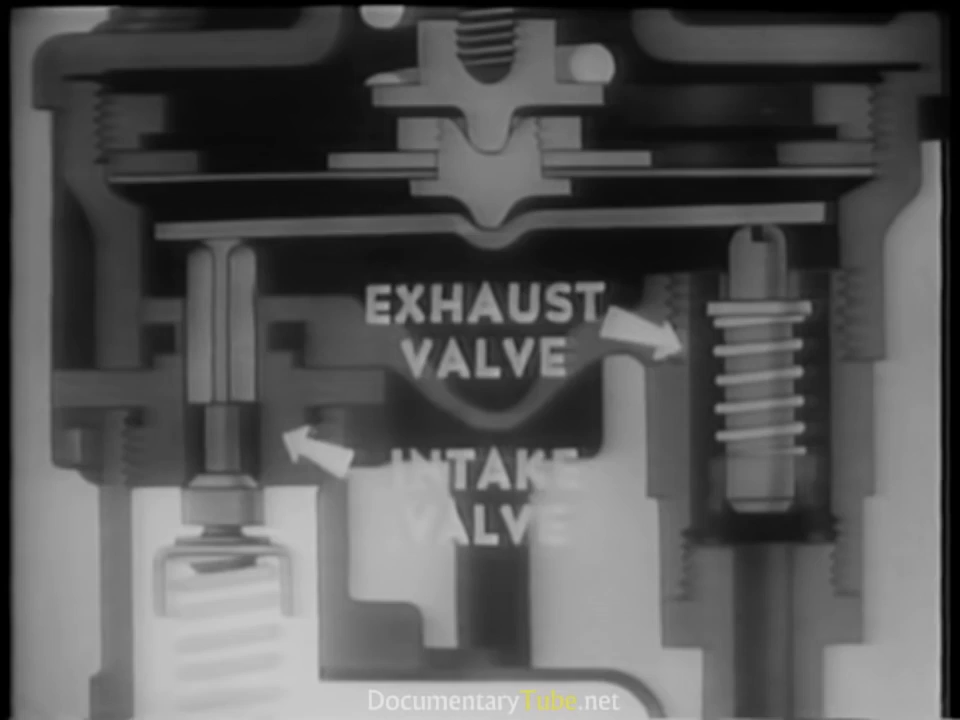 EXHAUST
VALVE
INTAKE
VALVE
DocumentaryTube.net